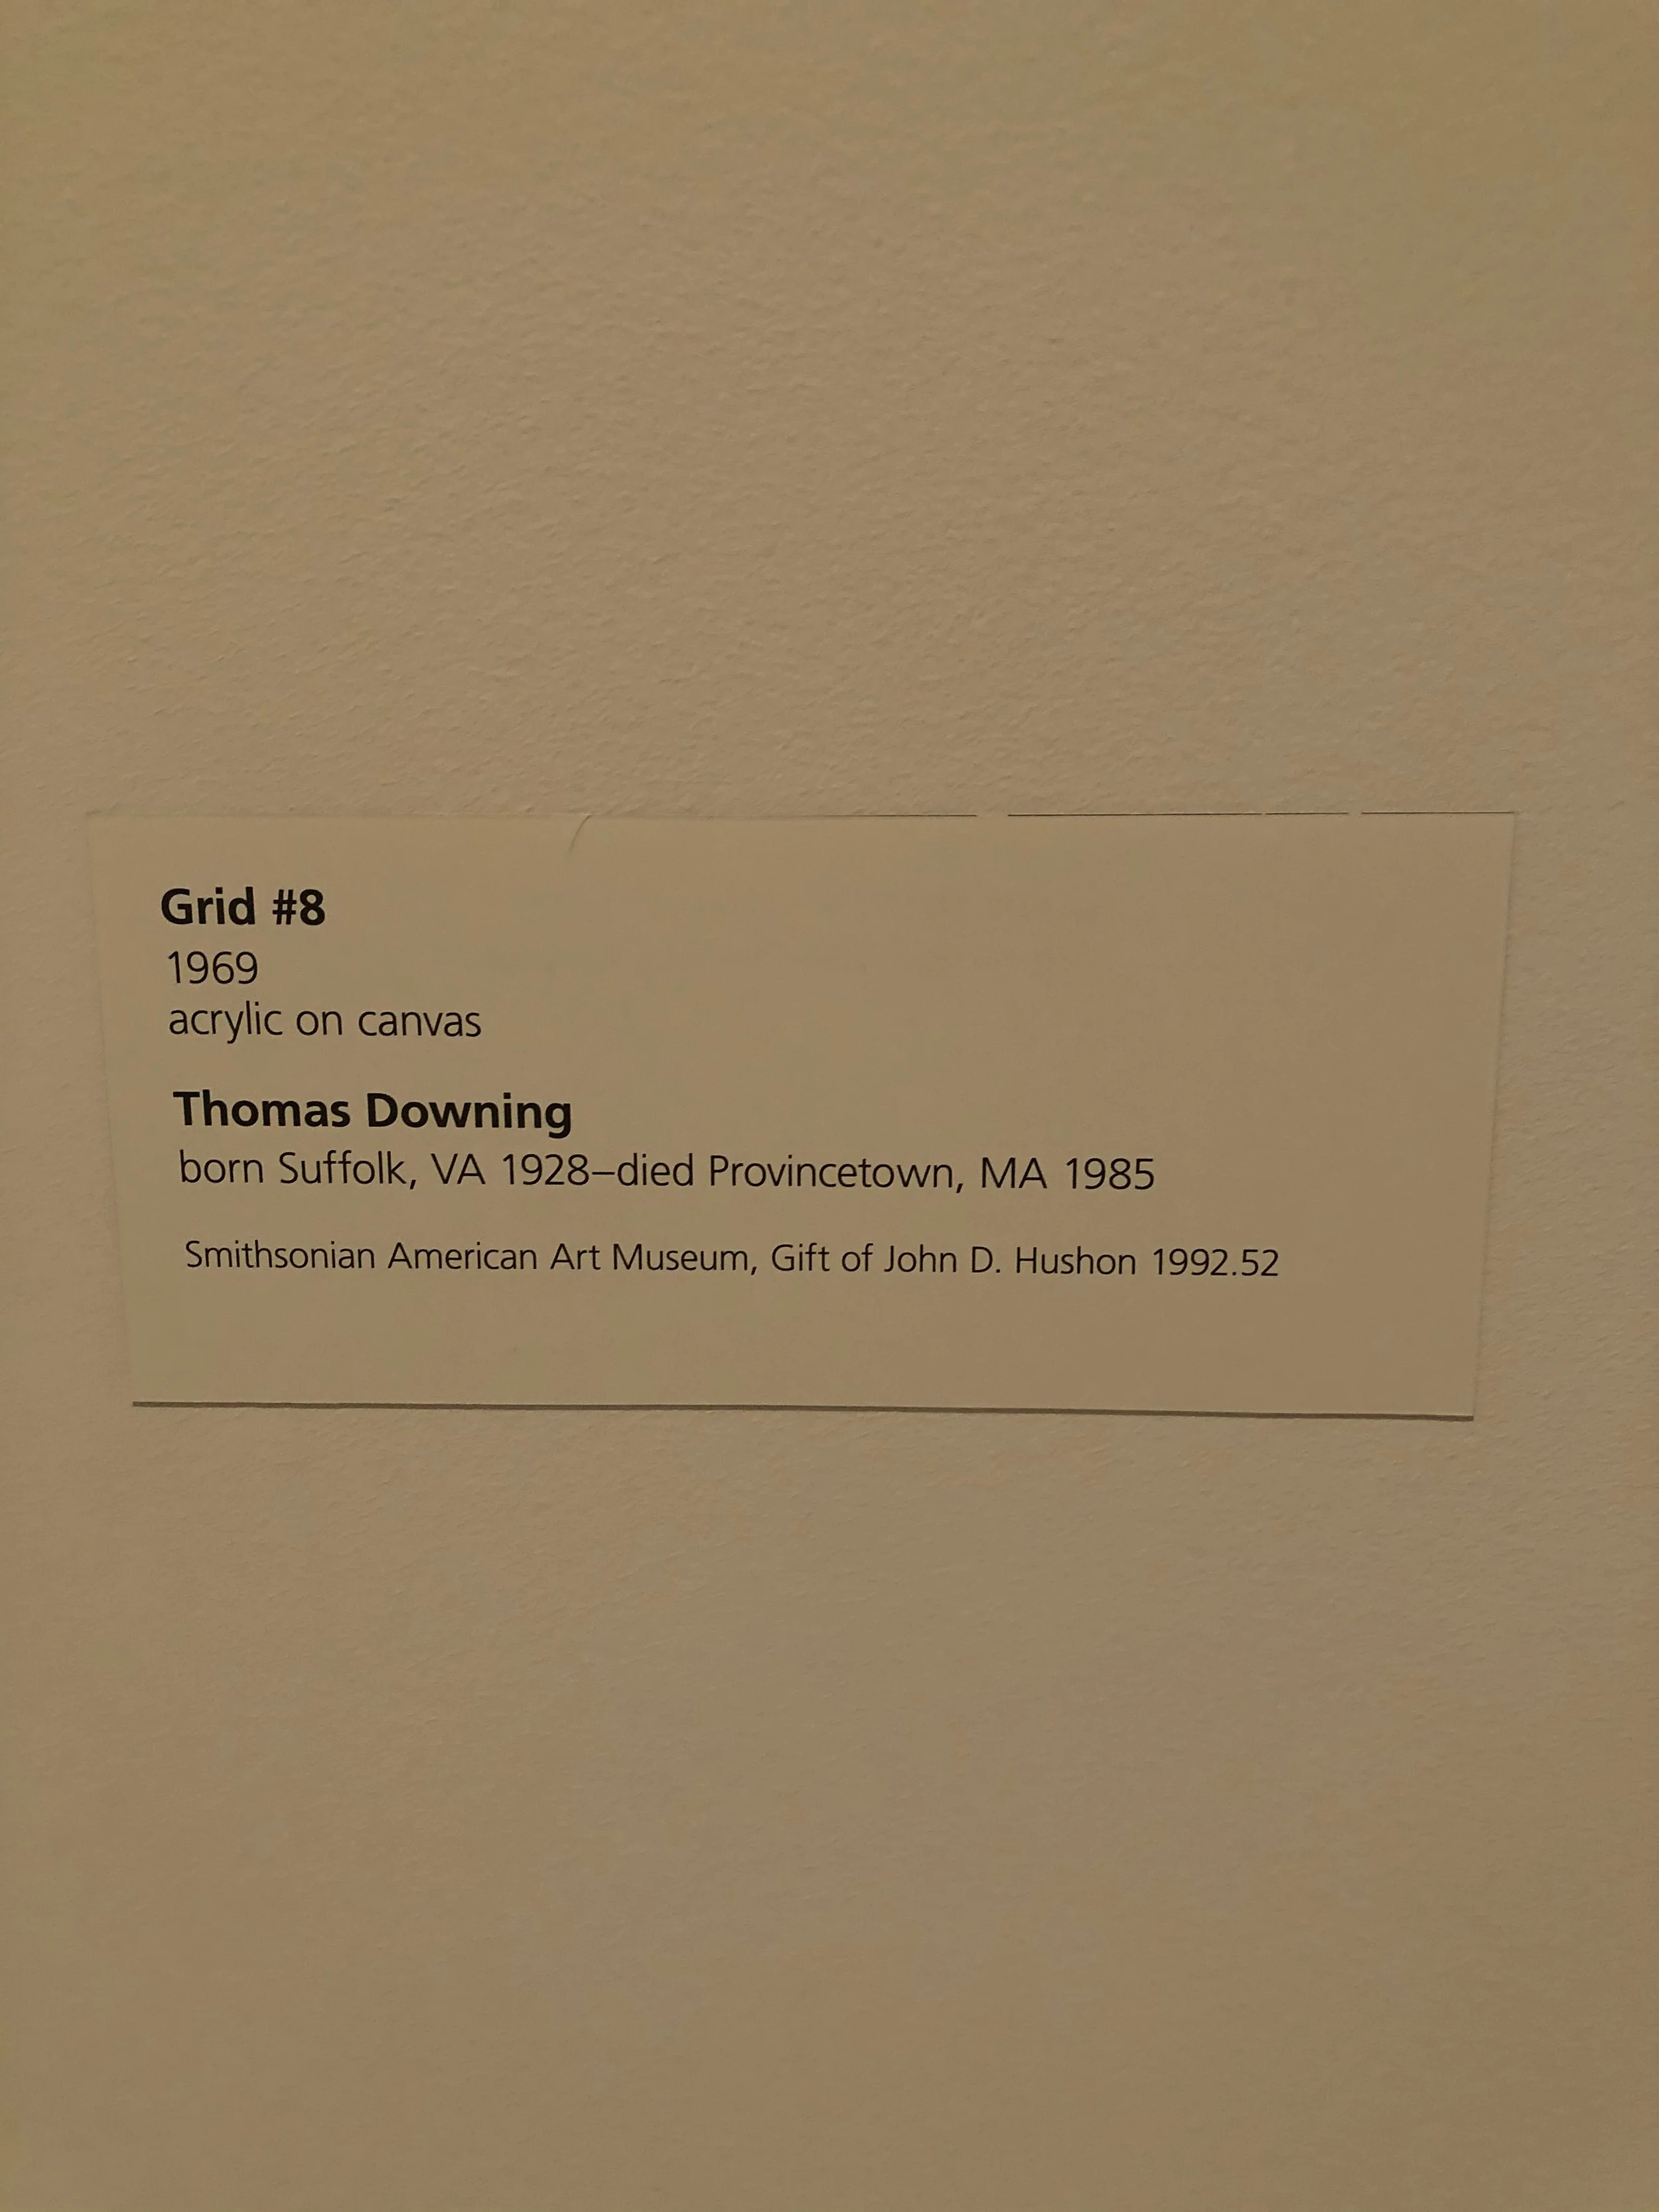 Grid #8
1969
acrylic on canvas
Thomas Downing
born Suffolk, VA 1928–died Provincetown, MA 1985
Smithsonian American Art Museum, Gift of John D. Hushon 1992.52